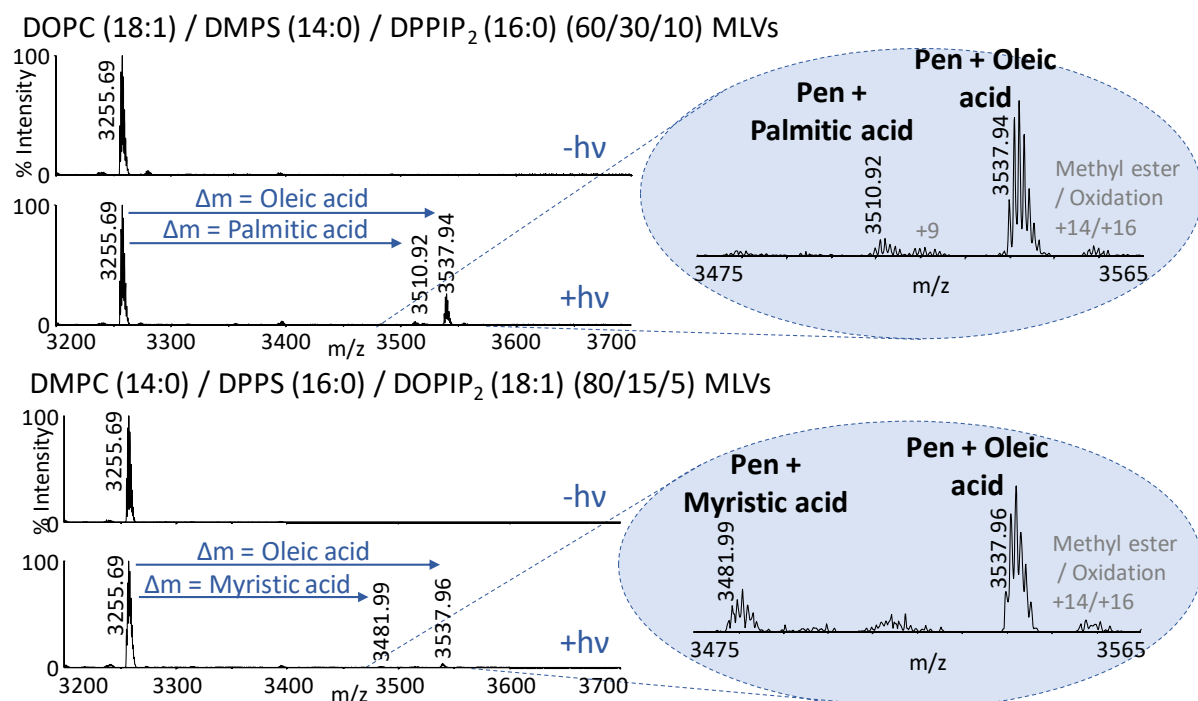 DOPC (18:1) / DMPS (14:0) / DPPIP₂ (16:0) (60/30/10) MLVs
% Intensity
100
0
3255.69
-hν
100
0
3255.69
Δm = Oleic acid
Δm = Palmitic acid
3510.92
3537.94
+hν
3200
3300
3400
m/z
3500
3600
3700
Pen +
Palmitic acid
Pen + Oleic
acid
3510.92
+9
3537.94
Methyl ester
/ Oxidation
+14/+16
3475
m/z
3565
DMPC (14:0) / DPPS (16:0) / DOPIP₂ (18:1) (80/15/5) MLVs
% Intensity
100
0
3255.69
-hν
100
0
3255.69
Δm = Oleic acid
Δm = Myristic acid
3481.99
3537.96
+hν
3200
3300
m/z
3400
3500
3600
3700
Pen +
Myristic acid
Pen + Oleic
acid
3481.99
3537.96
Methyl ester
/ Oxidation
+14/+16
3475
m/z
3565